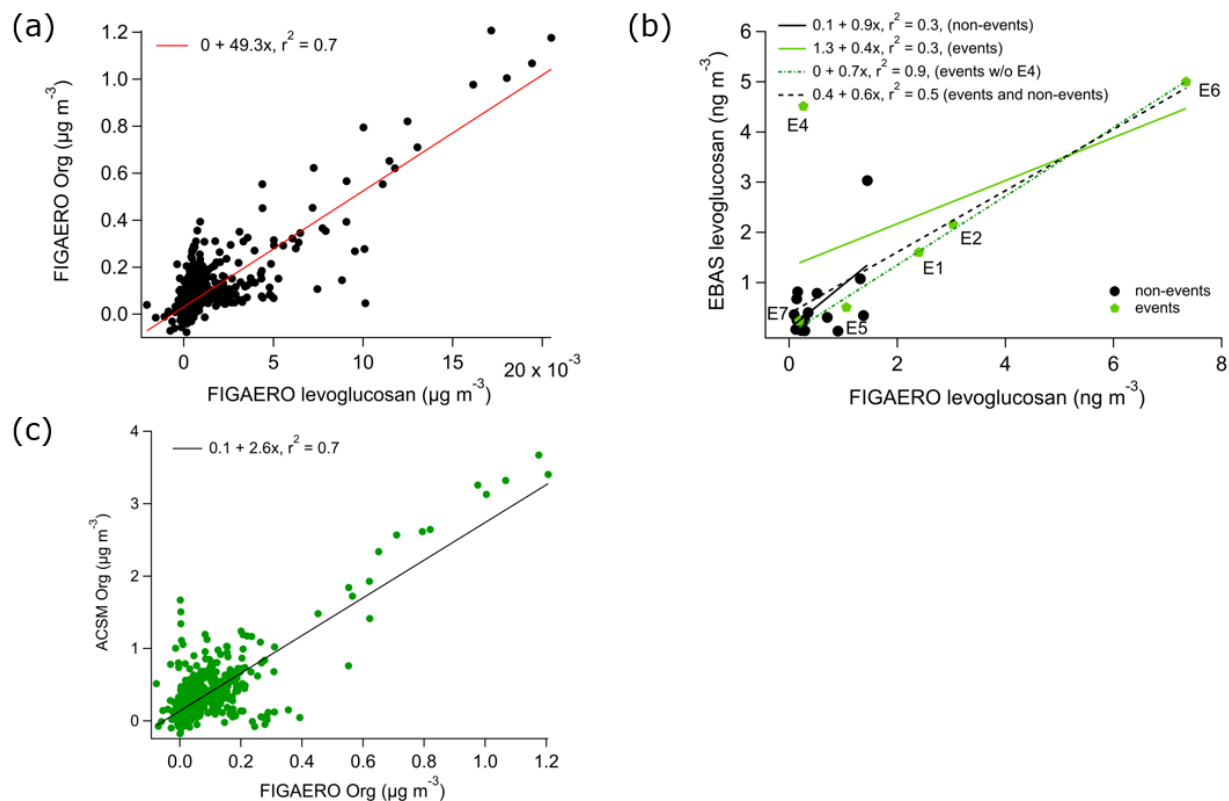 (a)
0 + 49.3x, r² = 0.7
1.2
1.0
0.8
0.6
0.4
0.2
0.0
FIGAERO Org (µg m⁻³)
0
5
10
15
20 x 10⁻³
FIGAERO levoglucosan (µg m⁻³)
(b)
0.1 + 0.9x, r² = 0.3, (non-events)
1.3 + 0.4x, r² = 0.3, (events)
0 + 0.7x, r² = 0.9, (events w/o E4)
0.4 + 0.6x, r² = 0.5 (events and non-events)
6
5
4
3
2
1
EBAS levoglucosan (ng m⁻³)
E4
E6
E2
E1
E7
E5
non-events
events
0
2
4
6
8
FIGAERO levoglucosan (ng m⁻³)
(c)
0.1 + 2.6x, r² = 0.7
4
3
2
1
0
ACSM Org (µg m⁻³)
0.0
0.2
0.4
0.6
0.8
1.0
1.2
FIGAERO Org (µg m⁻³)